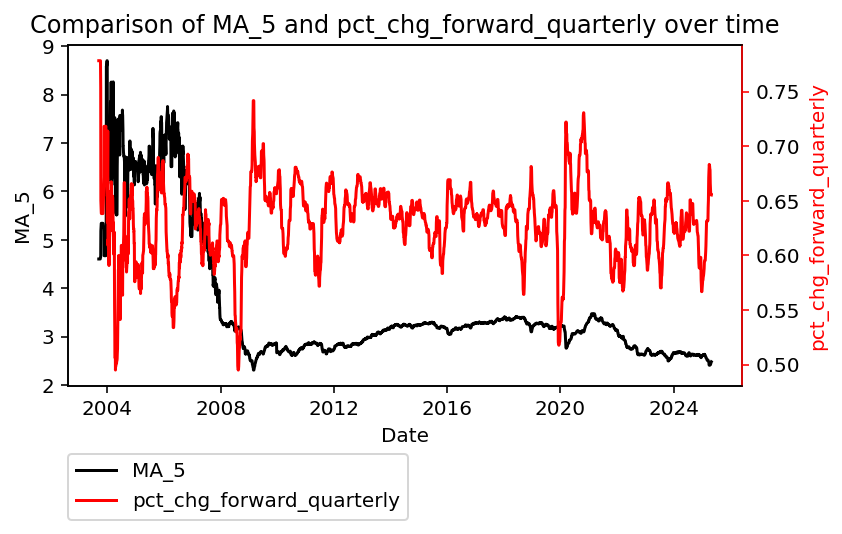 Comparison of MA_5 and pct_chg_forward_quarterly over time
9
8
7
6
5
4
3
2
MA_5
0.75
0.70
0.65
0.60
0.55
0.50
pct_chg_forward_quarterly
2004 2008 2012 2016 2020 2024
Date
MA_5
pct_chg_forward_quarterly